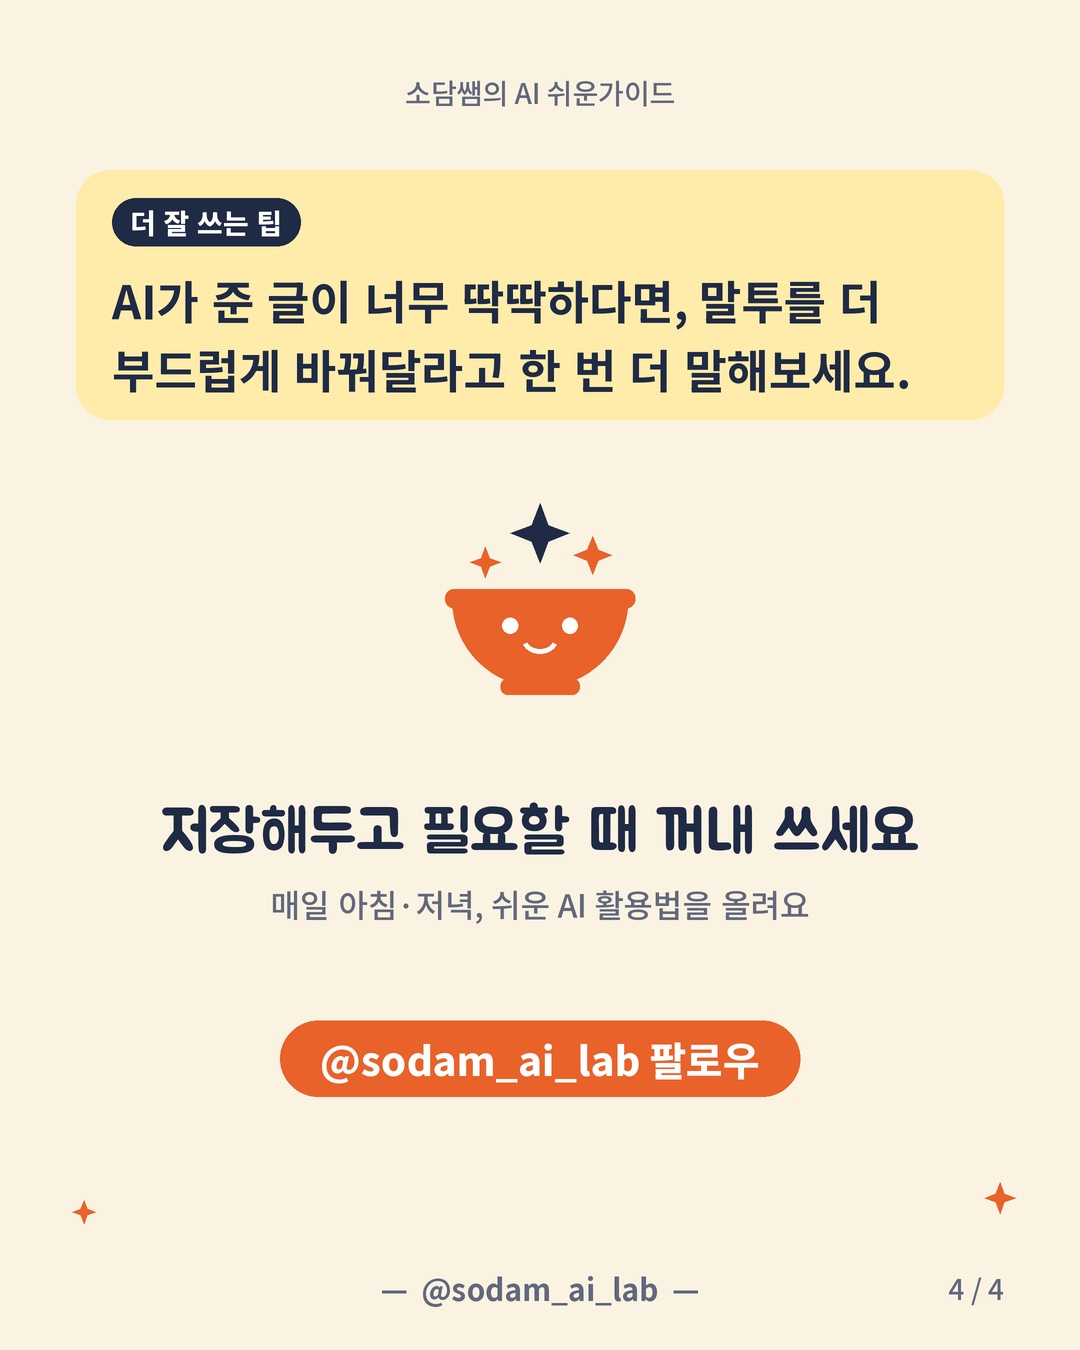 소담쌤의 AI 쉬운가이드
더 잘 쓰는 팁
AI가 준 글이 너무 딱딱하다면, 말투를 더
부드럽게 바꿔달라고 한 번 더 말해보세요.
저장해두고 필요할 때 꺼내 쓰세요
매일 아침·저녁, 쉬운 AI 활용법을 올려요
@sodam_ai_lab 팔로우
— @sodam_ai_lab —
4 / 4